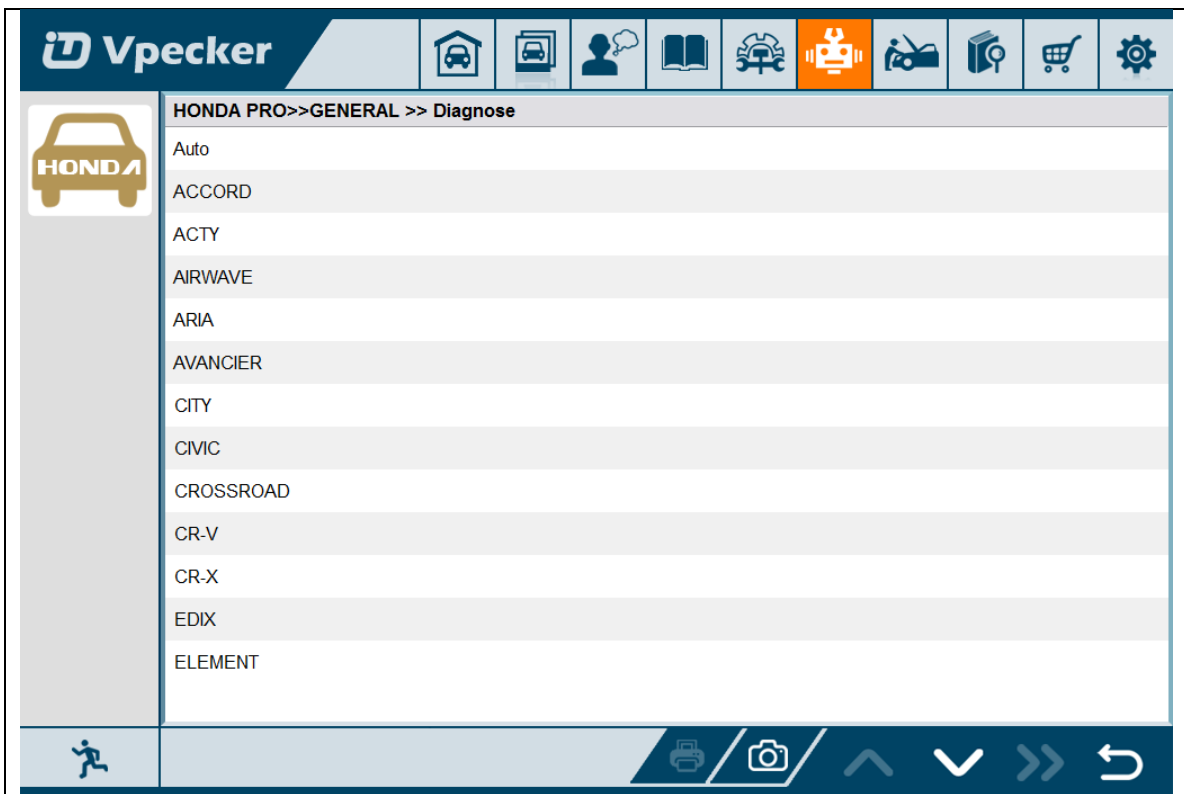 Vpecker
HONDA PRO>>GENERAL >> Diagnose
HONDA
Auto
ACCORD
ACTY
AIRWAVE
ARIA
AVANCIER
CITY
CIVIC
CROSSROAD
CR-V
CR-X
EDIX
ELEMENT